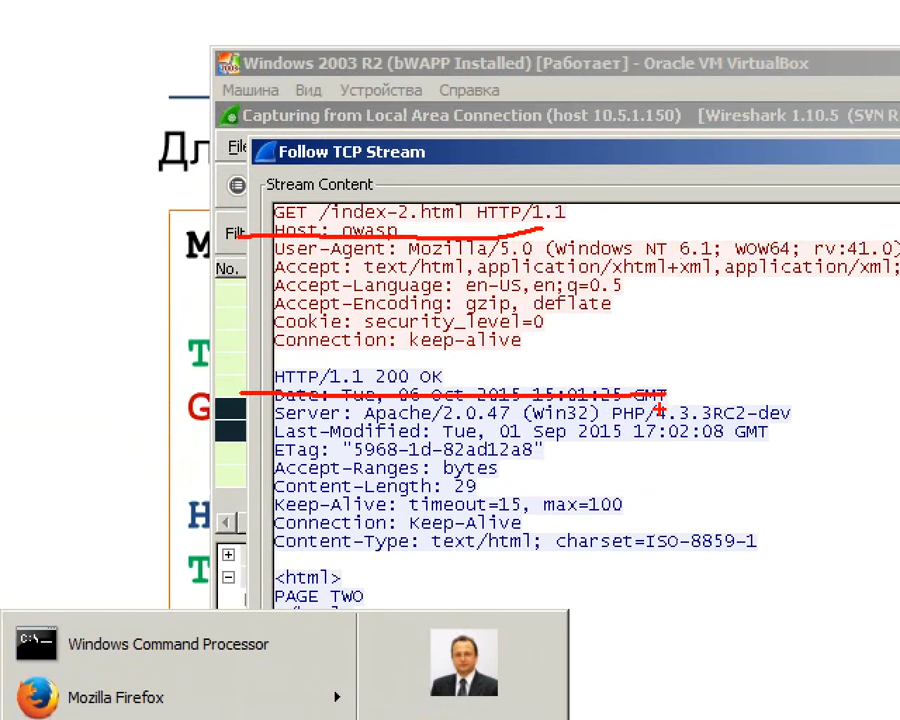 Windows 2003 R2 (bWAPP Installed) [Работает] - Oracle VM VirtualBox
Машина Вид Устройства Справка
Capturing from Local Area Connection (host 10.5.1.150) [Wireshark 1.10.5 (SVN R
File
Follow TCP Stream
Stream Content
GET /index-2.html HTTP/1.1
Host: owasp
User-Agent: Mozilla/5.0 (Windows NT 6.1; WOW64; rv:41.0)
Accept: text/html,application/xhtml+xml,application/xml;
Accept-Language: en-US,en;q=0.5
Accept-Encoding: gzip, deflate
Cookie: security_level=0
Connection: keep-alive
HTTP/1.1 200 OK
Date: Tue, 06 Oct 2015 15:01:25 GMT
Server: Apache/2.0.47 (Win32) PHP/4.3.3RC2-dev
Last-Modified: Tue, 01 Sep 2015 17:02:08 GMT
ETag: "5968-1d-82ad12a8"
Accept-Ranges: bytes
Content-Length: 29
Keep-Alive: timeout=15, max=100
Connection: Keep-Alive
Content-Type: text/html; charset=ISO-8859-1
<html>
PAGE TWO
Дл
M
Filt
No.
T
G
H
T
C:\
Windows Command Processor
Mozilla Firefox